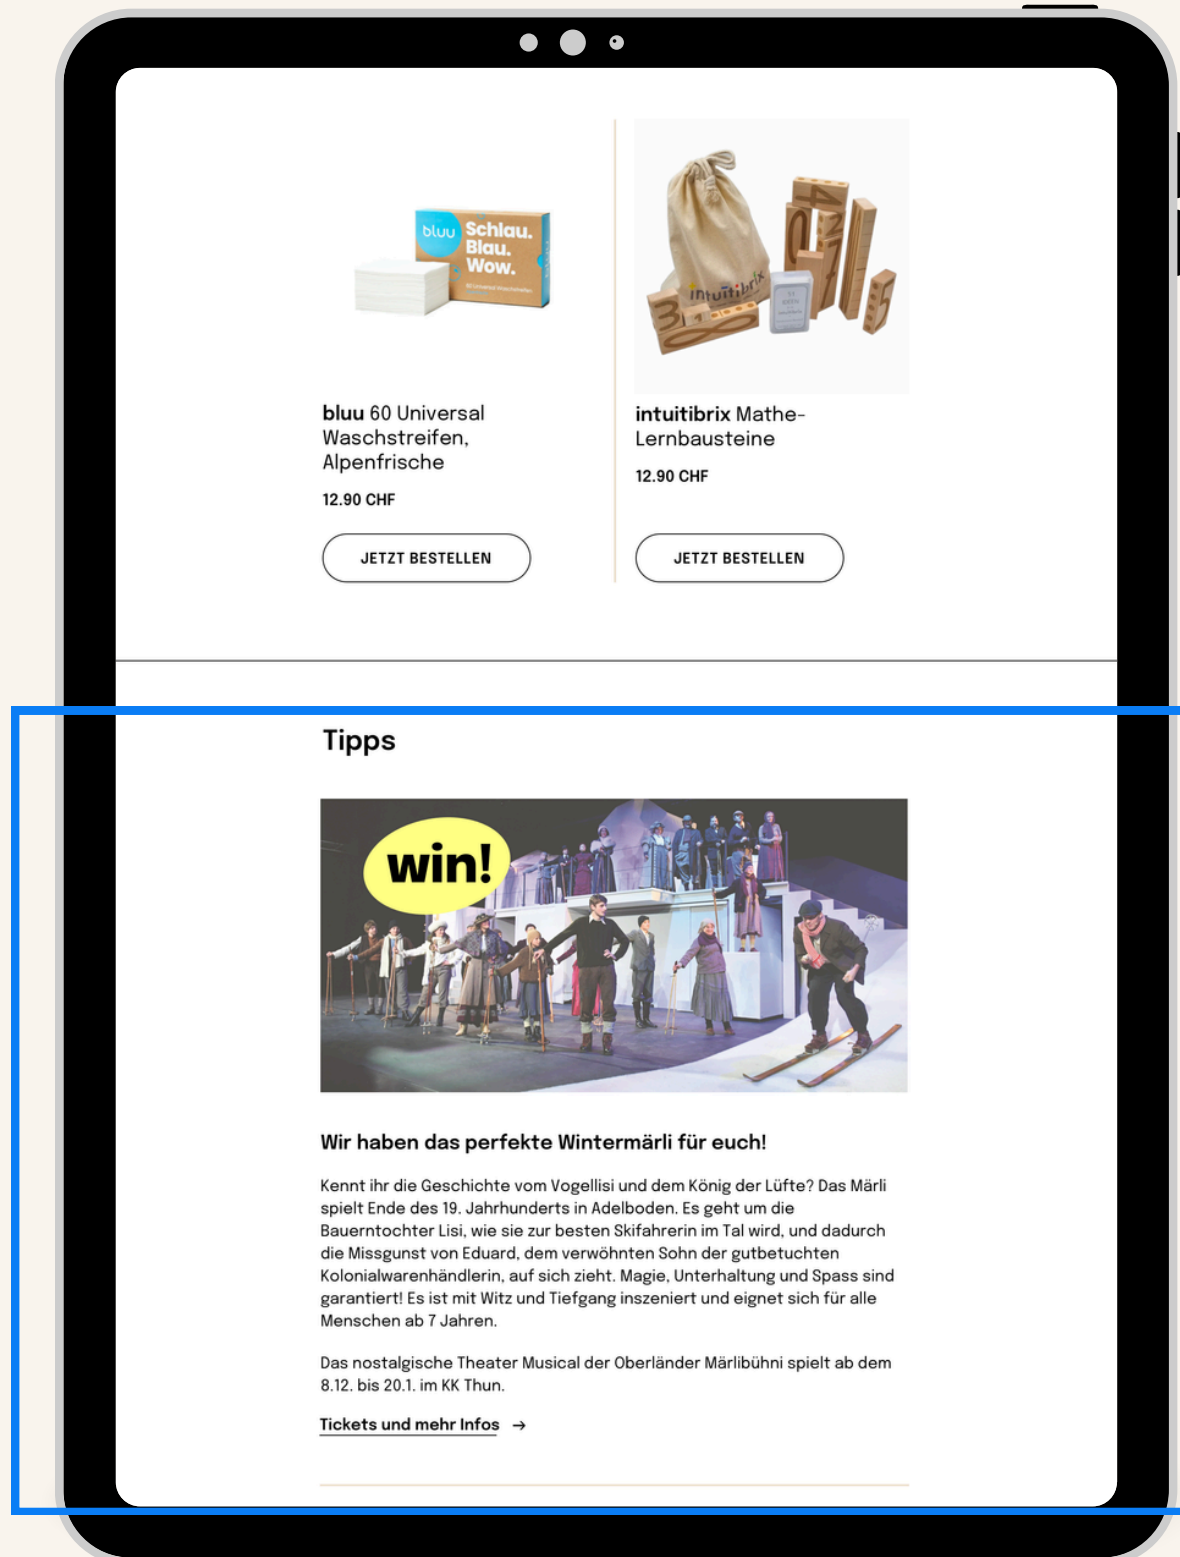 bluu
Schlau.
Blau.
Wow.
60 Universal Waschstreifen
intuitibrix
bluu 60 Universal
Waschstreifen,
Alpenfrische
12.90 CHF
JETZT BESTELLEN
intuitibrix Mathe-
Lernbausteine
12.90 CHF
JETZT BESTELLEN
Tipps
win!
Wir haben das perfekte Wintermärli für euch!
Kennt ihr die Geschichte vom Vogellisi und dem König der Lüfte? Das Märli
spielt Ende des 19. Jahrhunderts in Adelboden. Es geht um die
Bauerntochter Lisi, wie sie zur besten Skifahrerin im Tal wird, und dadurch
die Missgunst von Eduard, dem verwöhnten Sohn der gutbetuchten
Kolonialwarenhändlerin, auf sich zieht. Magie, Unterhaltung und Spass sind
garantiert! Es ist mit Witz und Tiefgang inszeniert und eignet sich für alle
Menschen ab 7 Jahren.
Das nostalgische Theater Musical der Oberländer Märlibühni spielt ab dem
8.12. bis 20.1. im KK Thun.
Tickets und mehr Infos →